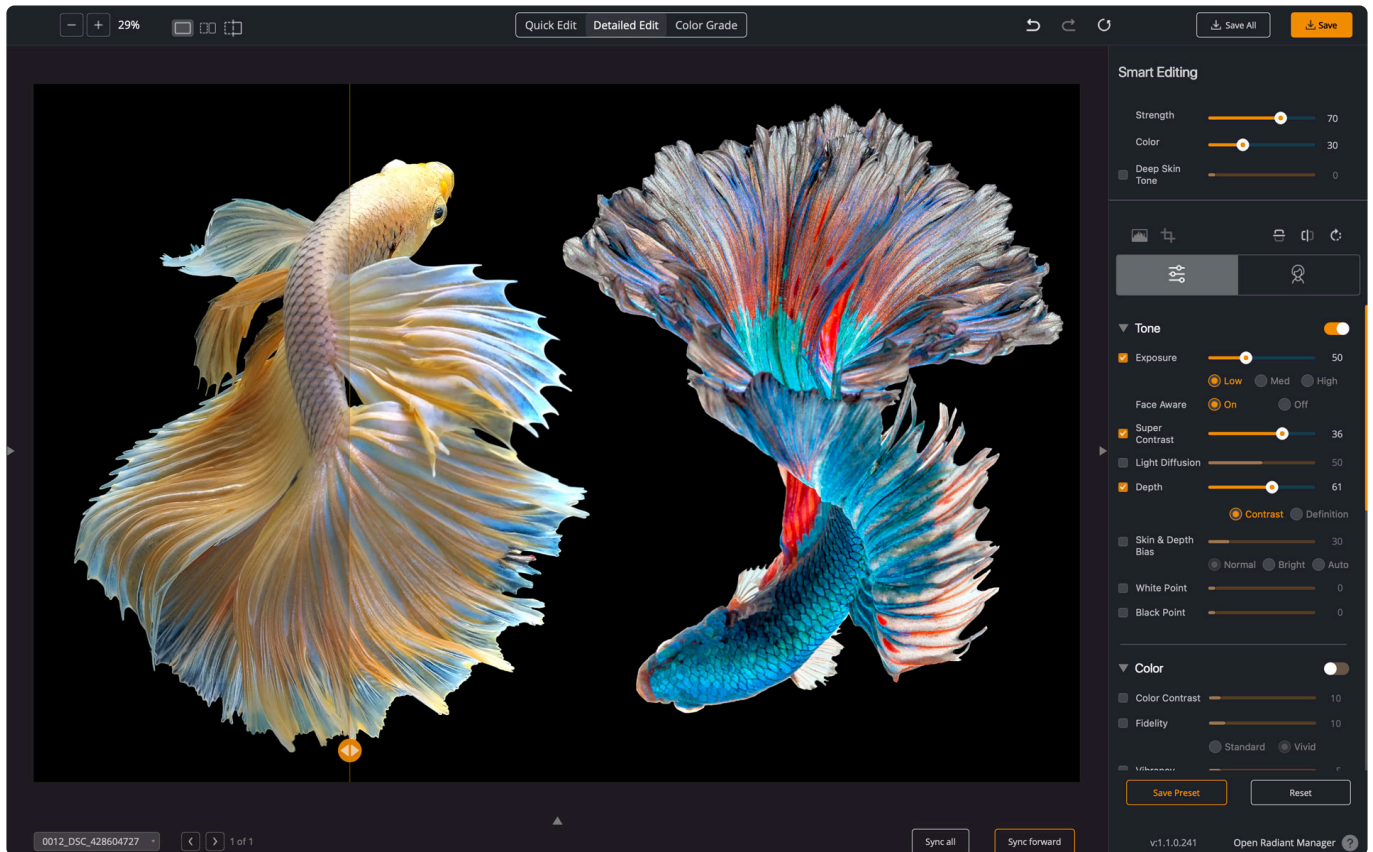 29%
Quick Edit Detailed Edit Color Grade
Save All
Save
Smart Editing
Strength 70
Color 30
Deep Skin
Tone 0
Tone
Exposure 50
Low Med High
Face Aware On Off
Super
Contrast 36
Light Diffusion 50
Depth 61
Contrast Definition
Skin & Depth
Bias 30
Normal Bright Auto
White Point 0
Black Point 0
Color
Color Contrast 10
Fidelity 10
Standard Vivid
Vibrancy 5
Save Preset Reset
0012_DSC_428604727
1 of 1
Sync all Sync forward
v:1.1.0.241 Open Radiant Manager ?